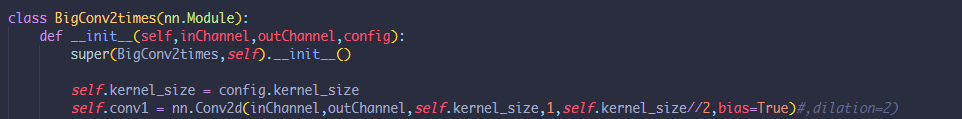 class BigConv2times(nn.Module):
def __init__(self,inChannel,outChannel,config):
super(BigConv2times,self).__init__()
self.kernel_size = config.kernel_size
self.conv1 = nn.Conv2d(inChannel,outChannel,self.kernel_size,1,self.kernel_size//2,bias=True)#,dilation=2)